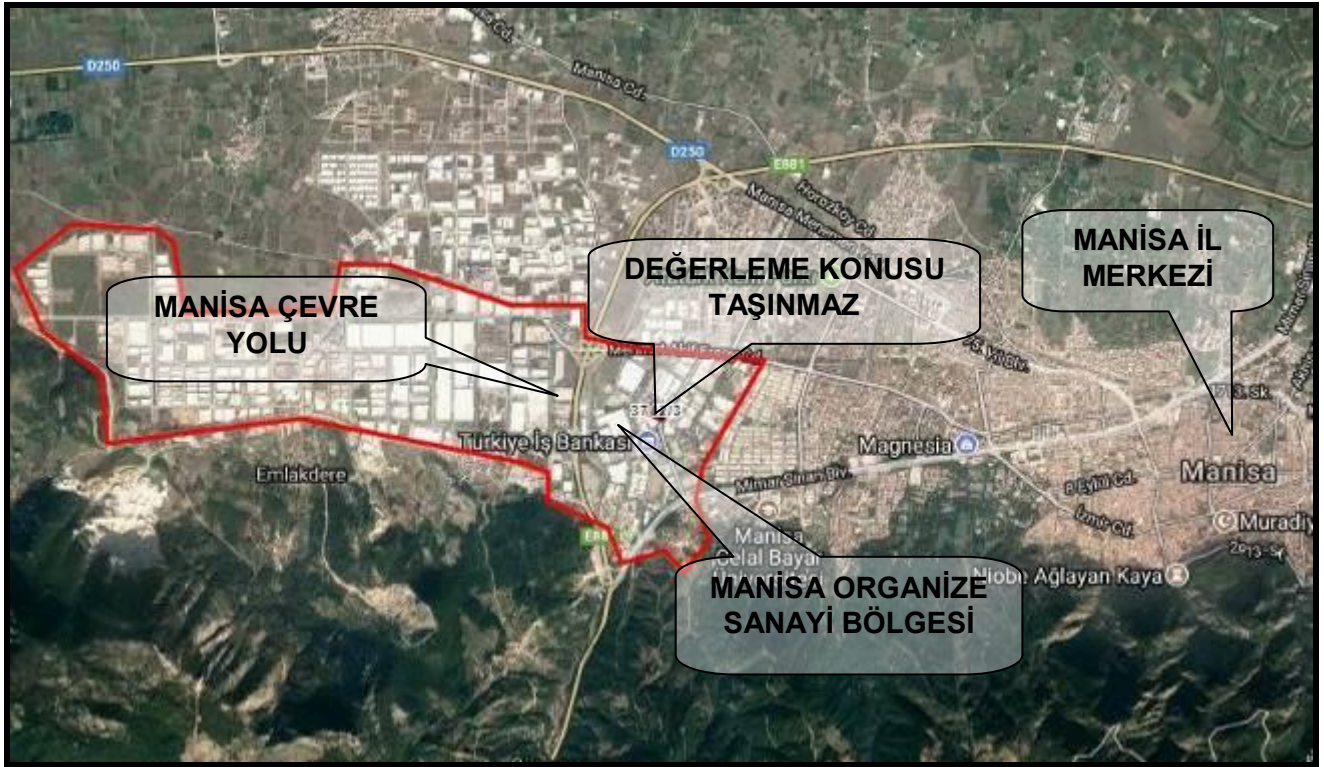 D250
Manisa Cd.
D250
E881
Horozköy Cd.
MANİSA İL
MERKEZİ
DEĞERLEME KONUSU
TAŞINMAZ
MANİSA ÇEVRE
YOLU
75. Yıl Blv.
Türkiye İş Bankası
Magnesia
Manisa
Emlakdere
Mimar Sinan Blv.
8 Eylül Cd.
İzmir Cd.
Manisa
Celal Bayar
Niobe Ağlayan Kaya
MANİSA ORGANİZE
SANAYİ BÖLGESİ